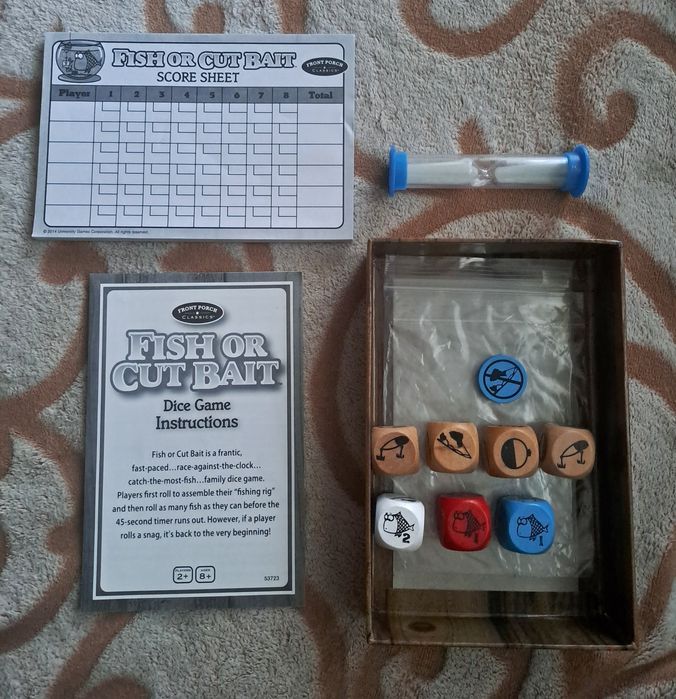 FISH OR CUT BAIT
SCORE SHEET
FRONT PORCH
CLASSICS
Player 1 2 3 4 5 6 7 8 Total
© 2014 University Games Corporation. All rights reserved.
FRONT PORCH
CLASSICS
FISH OR
CUT BAIT
Dice Game
Instructions
Fish or Cut Bait is a frantic,
fast-paced...race-against-the-clock...
catch-the-most-fish...family dice game.
Players first roll to assemble their "fishing rig"
and then roll as many fish as they can before the
45-second timer runs out. However, if a player
rolls a snag, it's back to the very beginning!
PLAYERS
2+
AGES
8+
53723
2
1
1